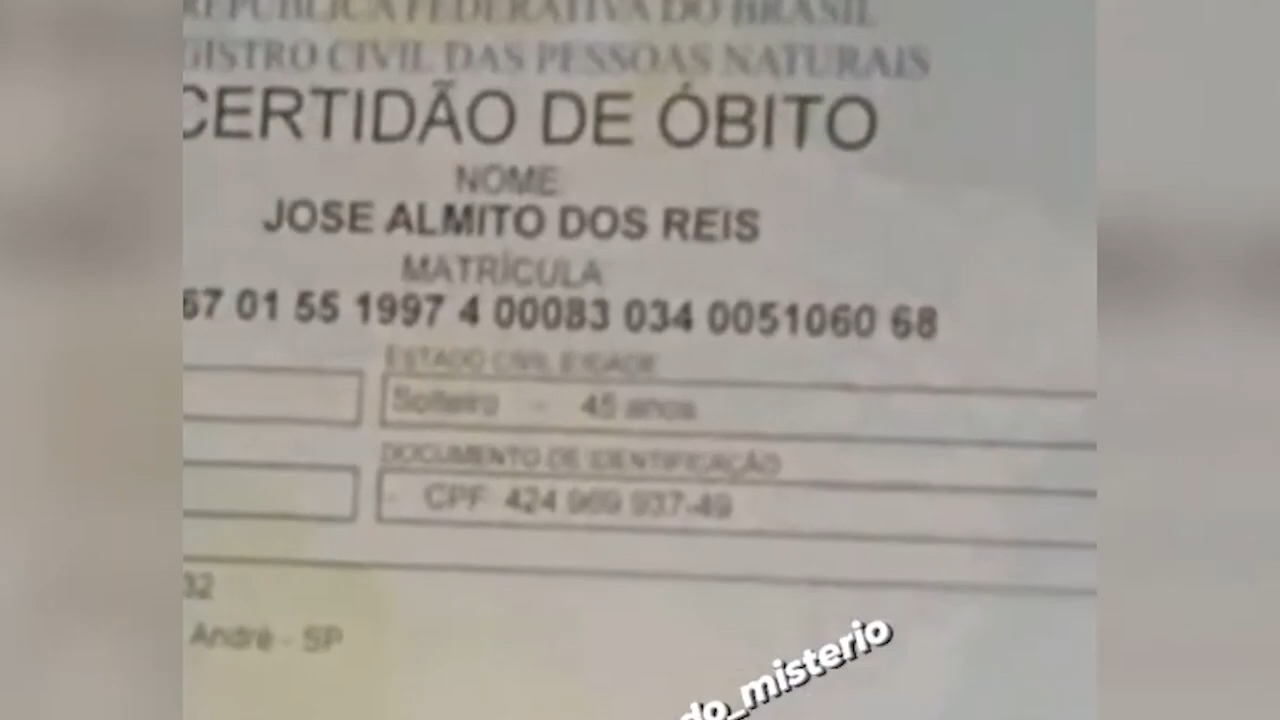 REPÚBLICA FEDERATIVA DO BRASIL
GISTRO CIVIL DAS PESSOAS NATURAIS
CERTIDÃO DE ÓBITO
NOME
JOSE ALMITO DOS REIS
MATRÍCULA
67 01 55 1997 4 00083 034 0051060 68
ESTADO CIVIL E IDADE
Solteiro - 45 anos
DOCUMENTO DE IDENTIFICAÇÃO
CPF 424 969 937-49
32
André - SP
do_misterio